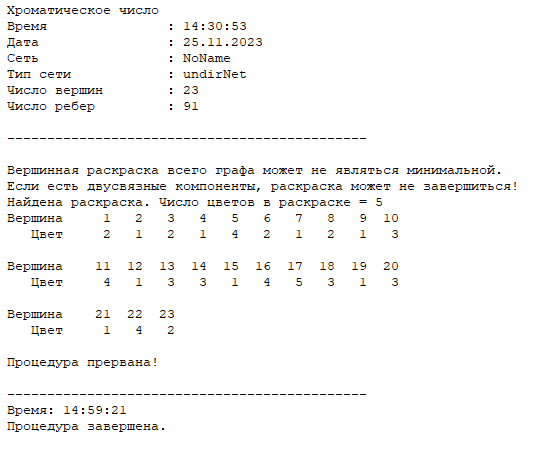 Хроматическое число
Время : 14:30:53
Дата : 25.11.2023
Сеть : NoName
Тип сети : undirNet
Число вершин : 23
Число ребер : 91
---------------------------------------------
Вершинная раскраска всего графа может не являться минимальной.
Если есть двусвязные компоненты, раскраска может не завершиться!
Найдена раскраска. Число цветов в раскраске = 5
Вершина 1 2 3 4 5 6 7 8 9 10
Цвет 2 1 2 1 4 2 1 2 1 3
Вершина 11 12 13 14 15 16 17 18 19 20
Цвет 4 1 3 3 1 4 5 3 1 3
Вершина 21 22 23
Цвет 1 4 2
Процедура прервана!
---------------------------------------------
Время: 14:59:21
Процедура завершена.